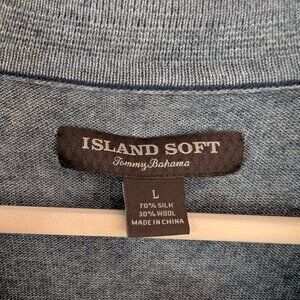 ISLAND SOFT
Tommy Bahama
L
70% SILK
30% WOOL
MADE IN CHINA